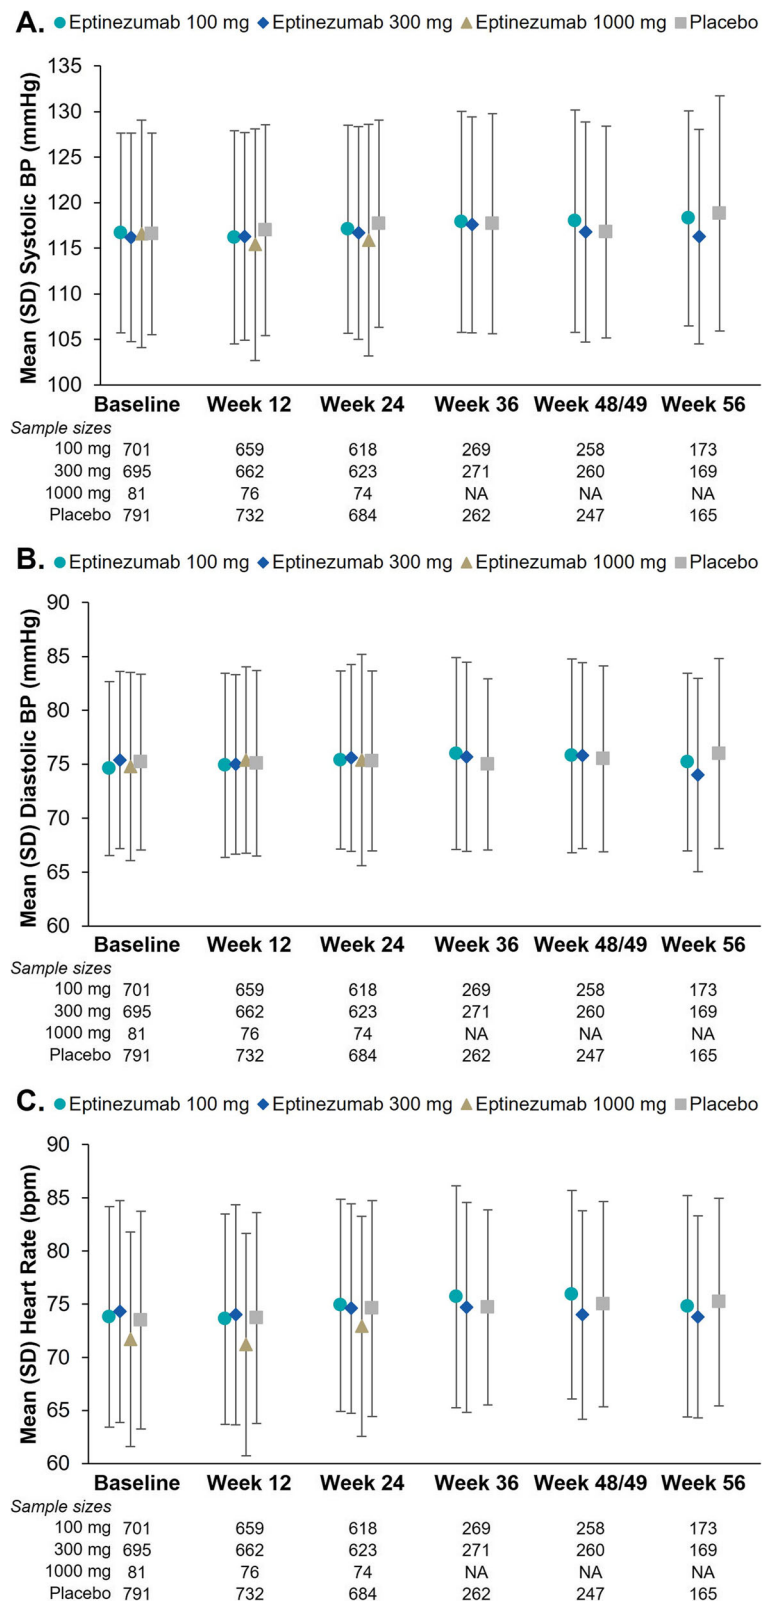 A. Eptinezumab 100 mg Eptinezumab 300 mg Eptinezumab 1000 mg Placebo
Mean (SD) Systolic BP (mmHg)
135
130
125
120
115
110
105
100
Baseline Week 12 Week 24 Week 36 Week 48/49 Week 56
Sample sizes
100 mg 701 659 618 269 258 173
300 mg 695 662 623 271 260 169
1000 mg 81 76 74 NA NA NA
Placebo 791 732 684 262 247 165
B. Eptinezumab 100 mg Eptinezumab 300 mg Eptinezumab 1000 mg Placebo
Mean (SD) Diastolic BP (mmHg)
90
85
80
75
70
65
60
Baseline Week 12 Week 24 Week 36 Week 48/49 Week 56
Sample sizes
100 mg 701 659 618 269 258 173
300 mg 695 662 623 271 260 169
1000 mg 81 76 74 NA NA NA
Placebo 791 732 684 262 247 165
C. Eptinezumab 100 mg Eptinezumab 300 mg Eptinezumab 1000 mg Placebo
Mean (SD) Heart Rate (bpm)
90
85
80
75
70
65
60
Baseline Week 12 Week 24 Week 36 Week 48/49 Week 56
Sample sizes
100 mg 701 659 618 269 258 173
300 mg 695 662 623 271 260 169
1000 mg 81 76 74 NA NA NA
Placebo 791 732 684 262 247 165